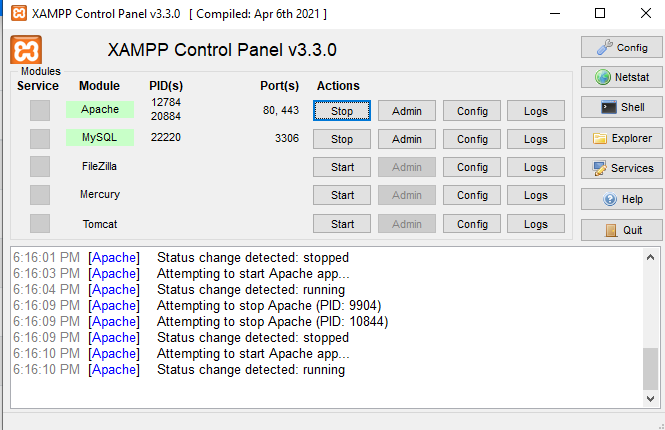 XAMPP Control Panel v3.3.0 [ Compiled: Apr 6th 2021 ]
XAMPP Control Panel v3.3.0
Config
Modules
Service Module PID(s) Port(s) Actions
Netstat
Apache 12784 20884 80, 443 Stop Admin Config Logs
Shell
MySQL 22220 3306 Stop Admin Config Logs
Explorer
FileZilla Start Admin Config Logs
Services
Mercury Start Admin Config Logs
Help
Tomcat Start Admin Config Logs
Quit
6:16:01 PM [Apache] Status change detected: stopped
6:16:03 PM [Apache] Attempting to start Apache app...
6:16:04 PM [Apache] Status change detected: running
6:16:09 PM [Apache] Attempting to stop Apache (PID: 9904)
6:16:09 PM [Apache] Attempting to stop Apache (PID: 10844)
6:16:09 PM [Apache] Status change detected: stopped
6:16:10 PM [Apache] Attempting to start Apache app...
6:16:10 PM [Apache] Status change detected: running